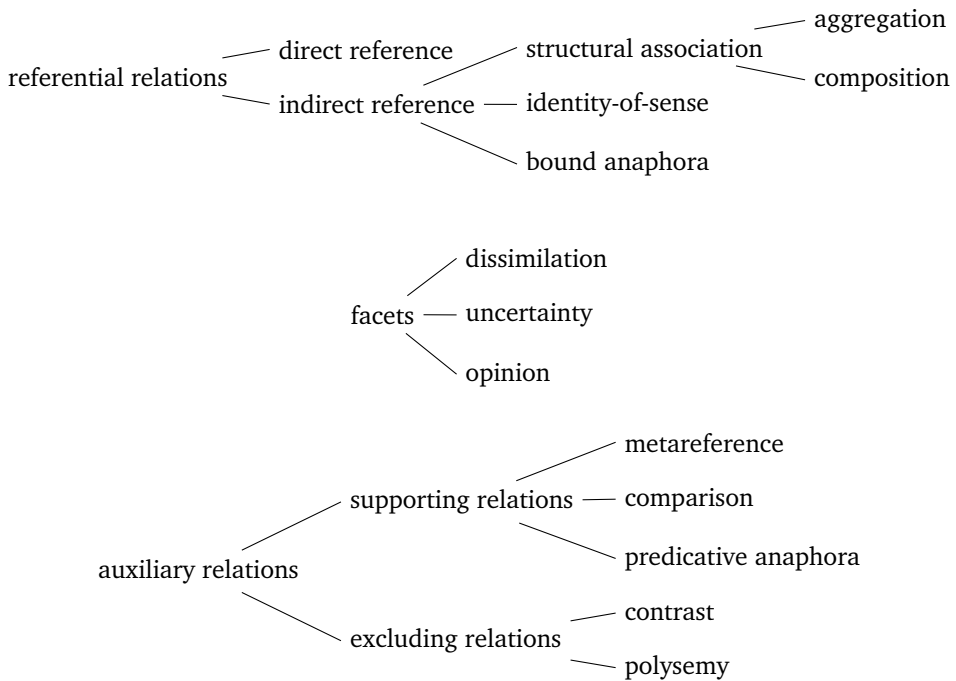 aggregation
direct reference
structural association
referential relations
composition
indirect reference
identity-of-sense
bound anaphora
dissimilation
facets
uncertainty
opinion
metareference
supporting relations
comparison
predicative anaphora
auxiliary relations
contrast
excluding relations
polysemy